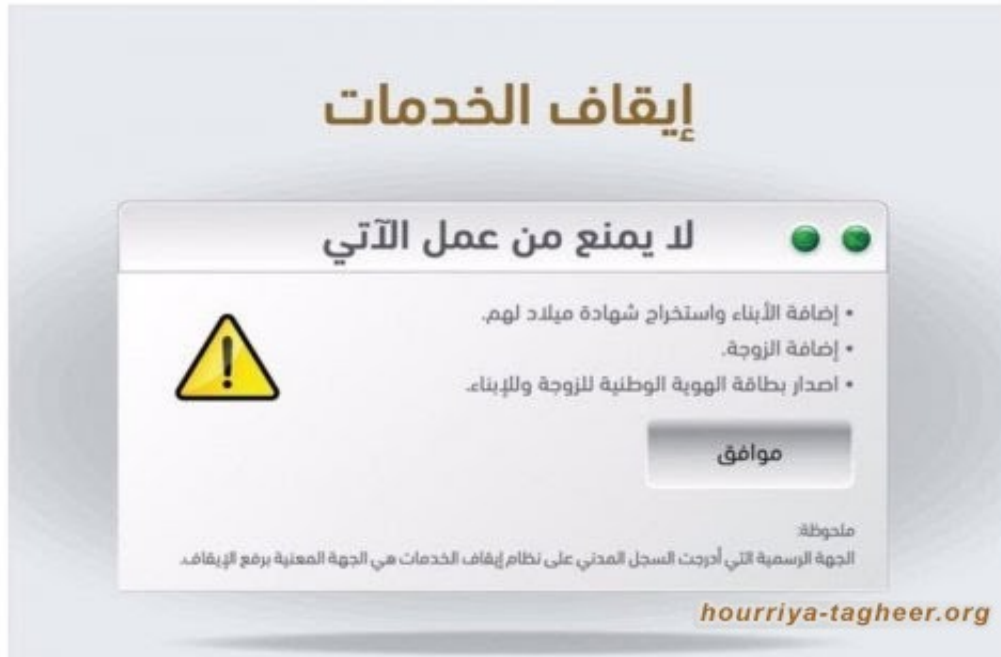 إيقاف الخدمات
لا يمنع من عمل الآتي
• إضافة الأبناء واستخراج شهادة ميلاد لهم.
• إضافة الزوجة.
• اصدار بطاقة الهوية الوطنية للزوجة وللإبناء.
موافق
ملحوظة:
الجهة الرسمية التي أدرجت السجل المدني على نظام إيقاف الخدمات هي الجهة المعنية برفع الإيقاف.
hourriya-tagheer.org